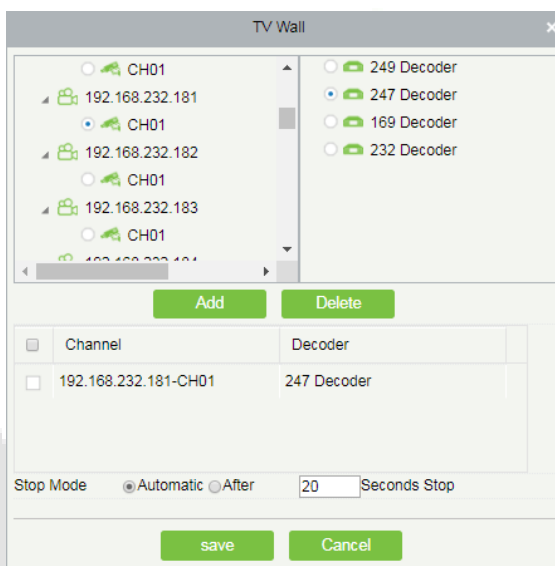 TV Wall
CH01
192.168.232.181
CH01
192.168.232.182
CH01
192.168.232.183
CH01
249 Decoder
247 Decoder
169 Decoder
232 Decoder
Add Delete
Channel Decoder
192.168.232.181-CH01 247 Decoder
Stop Mode Automatic After 20 Seconds Stop
save Cancel